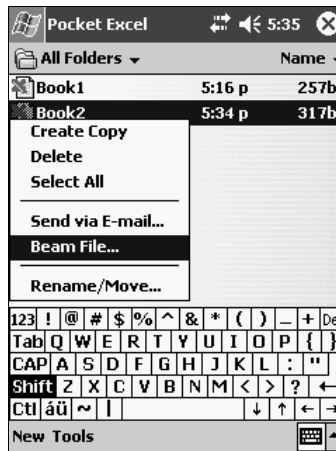 Pocket Excel 5:35
All Folders Name
Book1 5:16 p 257b
Book2 5:34 p 317b
Create Copy
Delete
Select All
Send via E-mail...
Beam File...
Rename/Move...
123 ! @ # $ % ^ & * ( ) _ + De
Tab Q W E R T Y U I O P { }
CAP A S D F G H J K L : "
Shift Z X C V B N M < > ? ←
Ctl áü ~ | ↓ ↑ ← →
New Tools